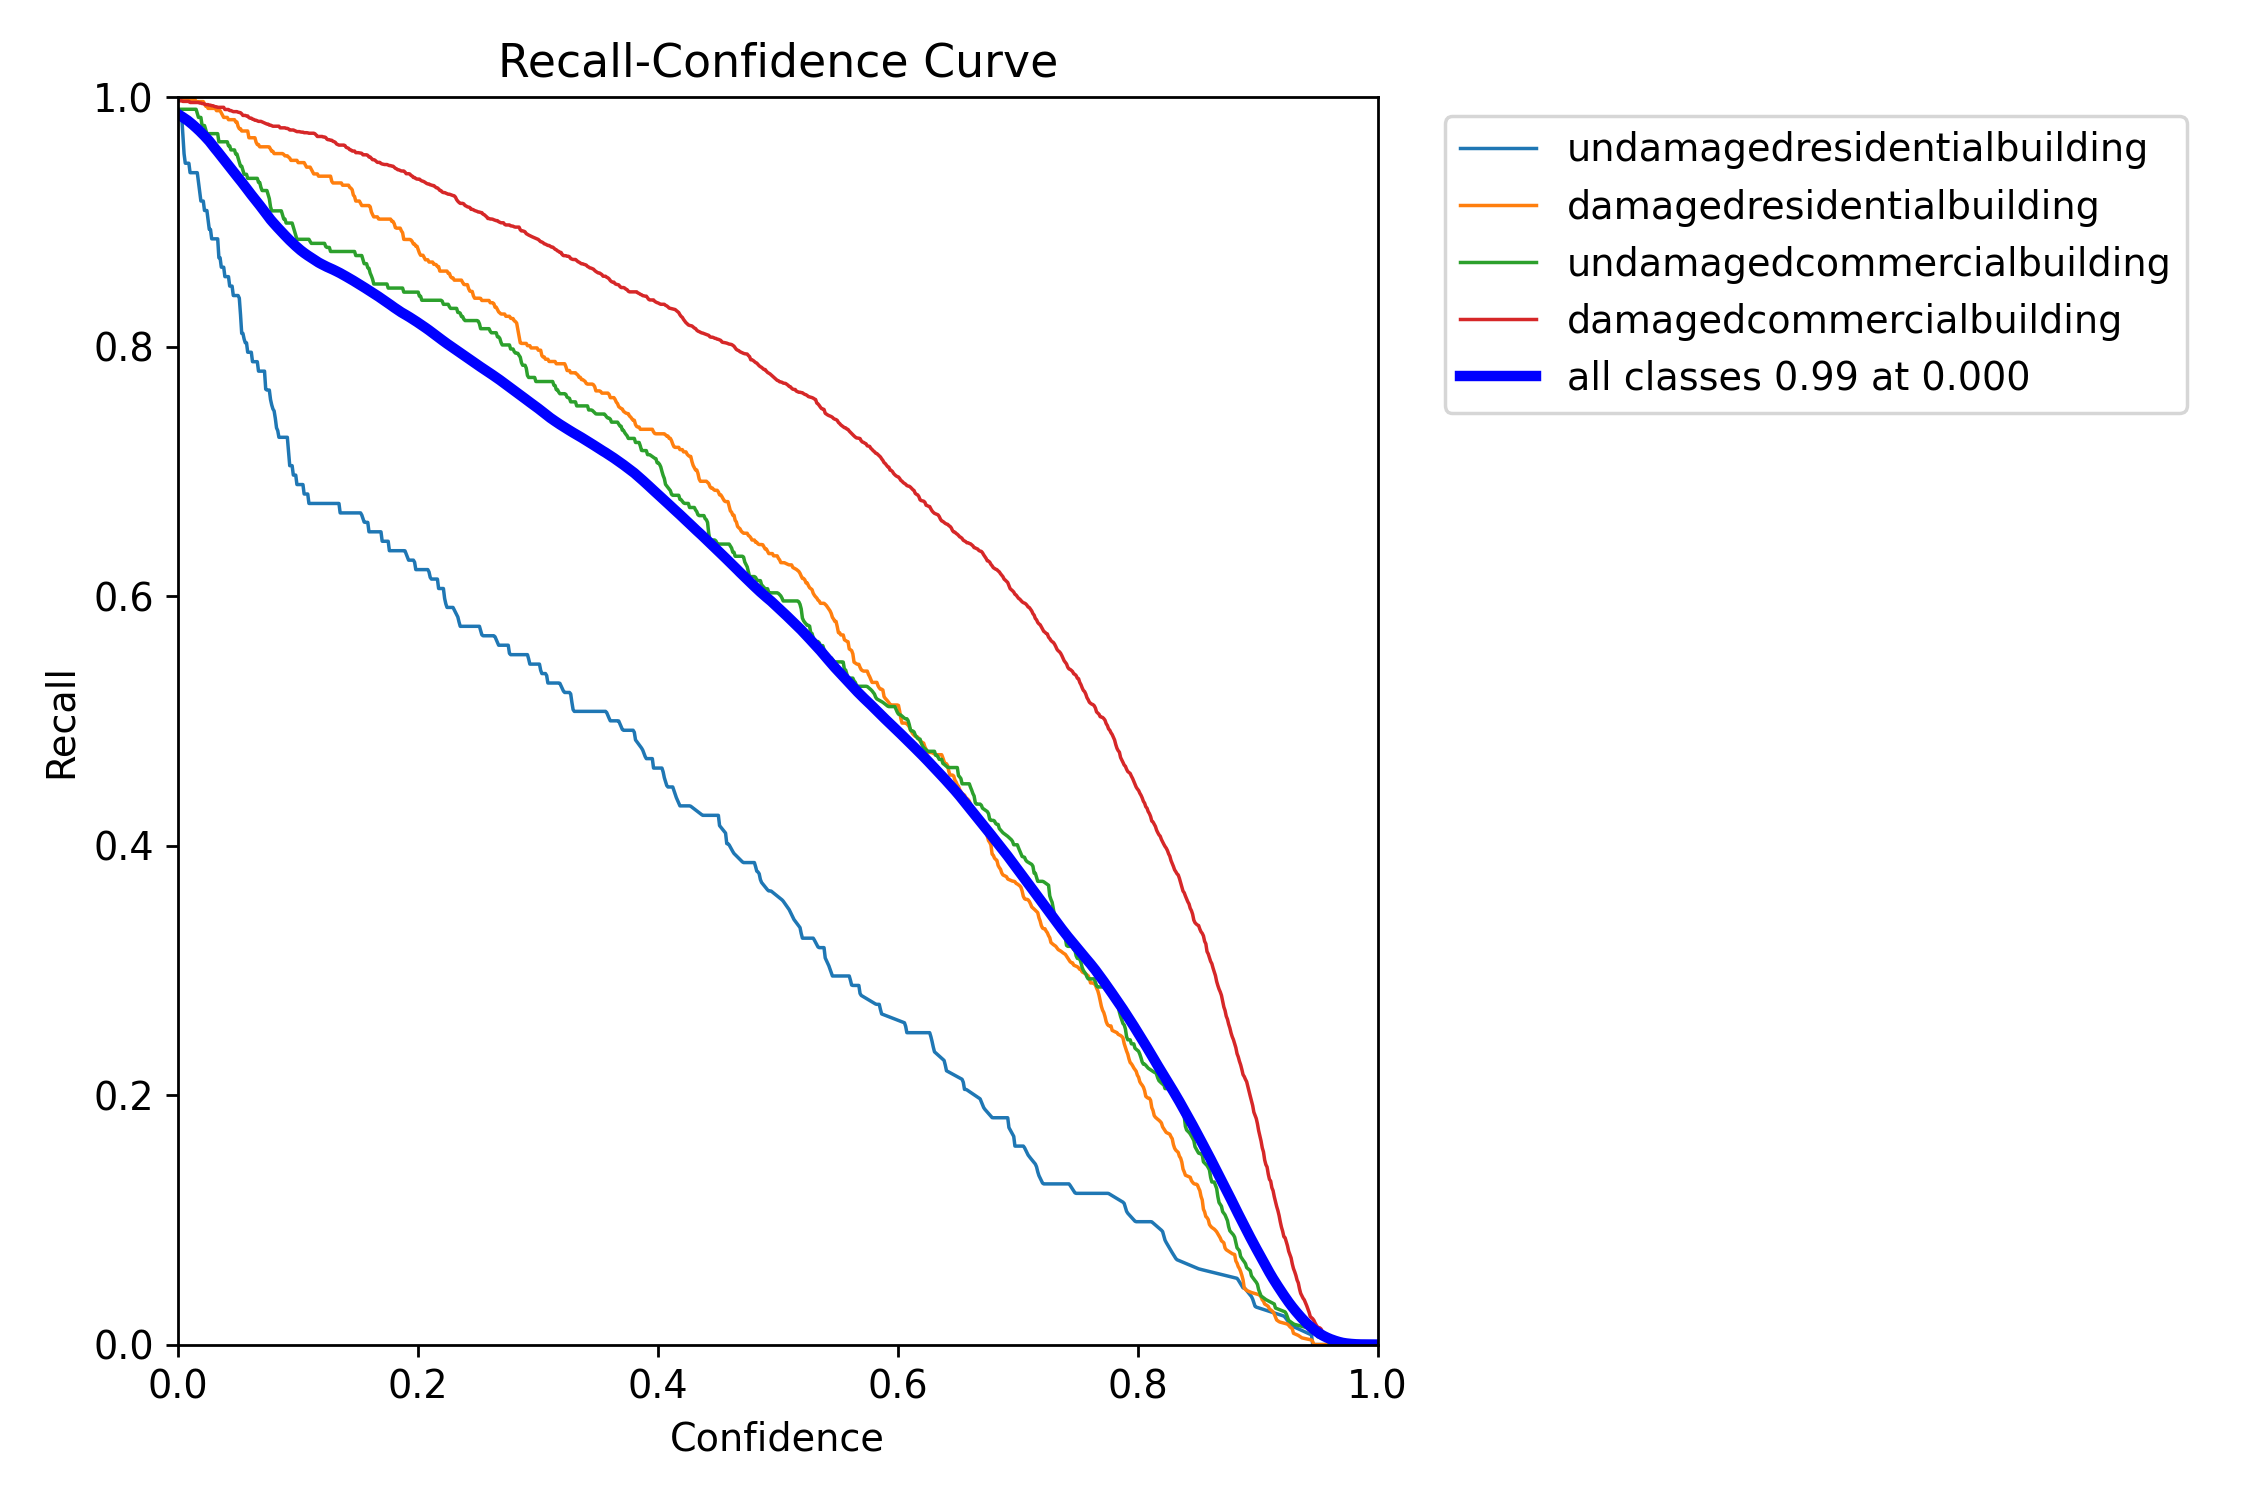 Recall-Confidence Curve
1.0
0.8
0.6
0.4
0.2
0.0
Recall
0.0 0.2 0.4 0.6 0.8 1.0
Confidence
undamagedresidentialbuilding
damagedresidentialbuilding
undamagedcommercialbuilding
damagedcommercialbuilding
all classes 0.99 at 0.000